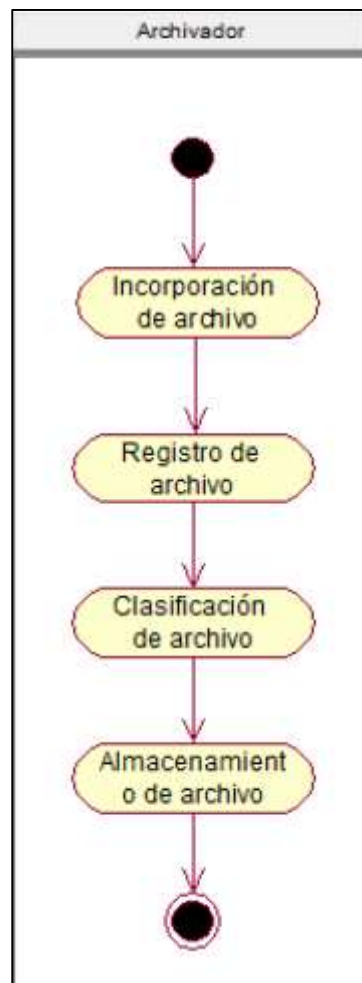 Archivador
Incorporación
de archivo
Registro de
archivo
Clasificación
de archivo
Almacenamient
o de archivo